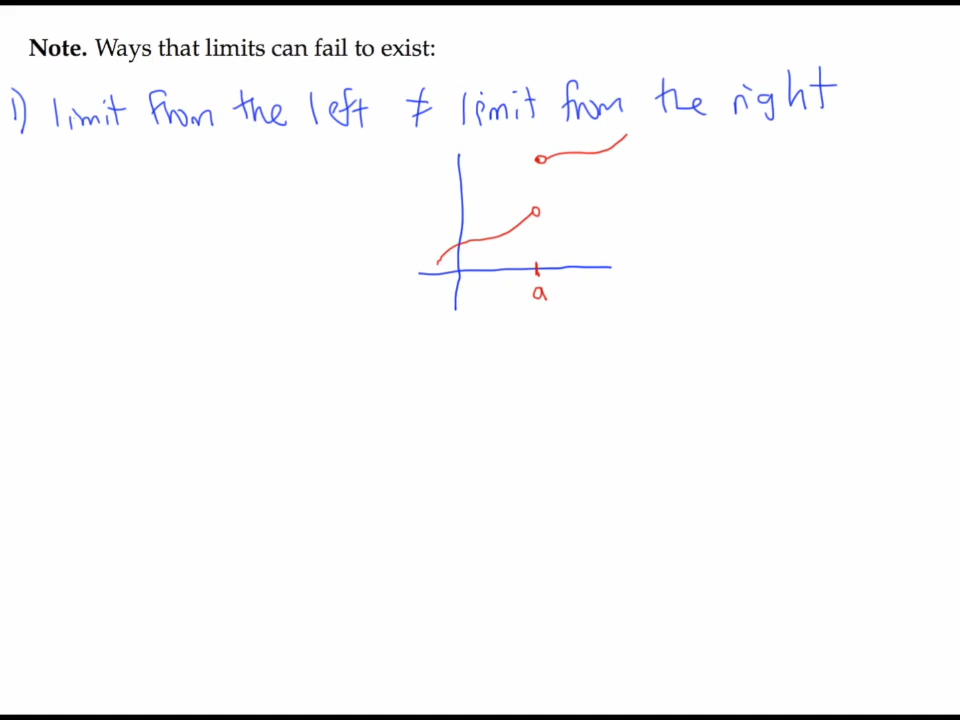 Note. Ways that limits can fail to exist:
1) limit from the left ≠ limit from the right
a